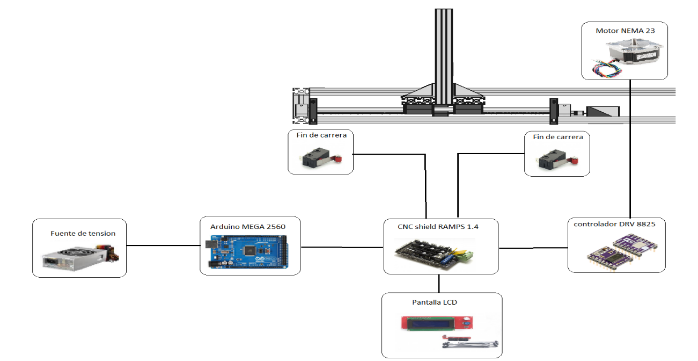 Motor NEMA 23
Fin de carrera
Fin de carrera
Fuente de tension
Arduino MEGA 2560
CNC shield RAMPS 1.4
controlador DRV 8825
Pantalla LCD